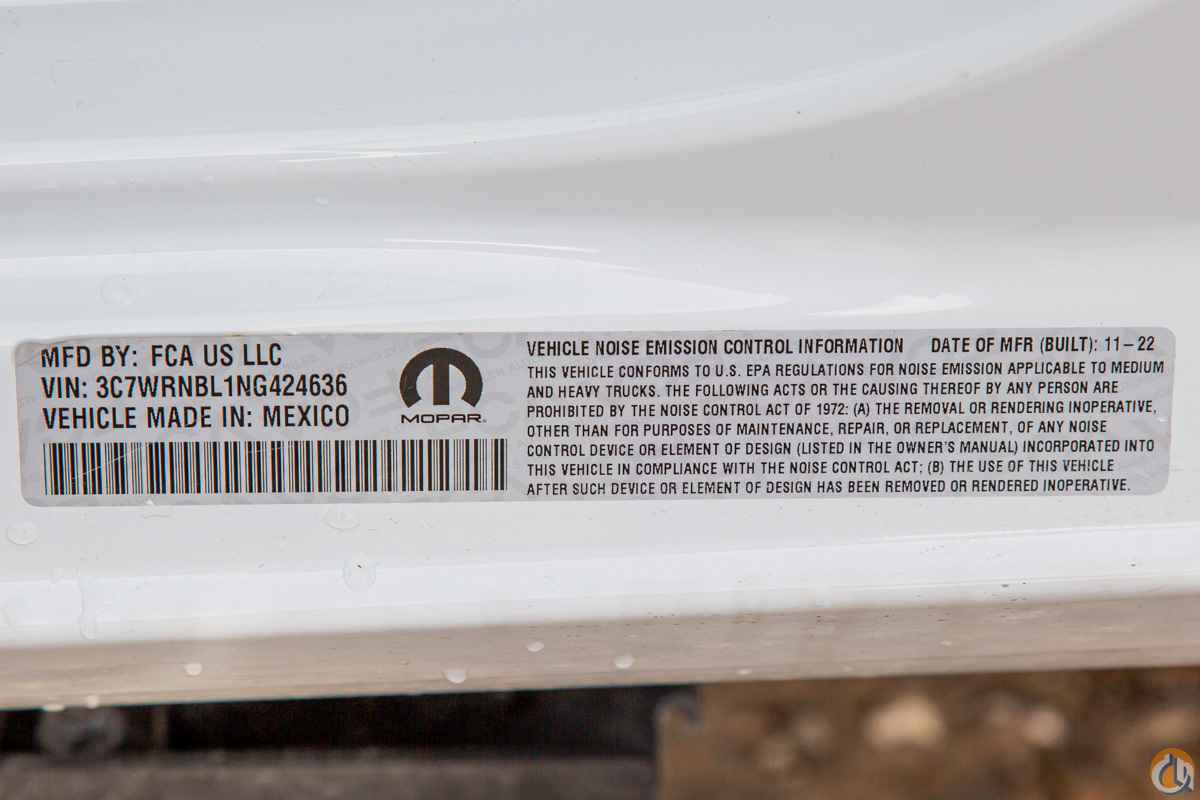 MFD BY: FCA US LLC
VIN: 3C7WRNBL1NG424636
VEHICLE MADE IN: MEXICO
MOPAR®
VEHICLE NOISE EMISSION CONTROL INFORMATION DATE OF MFR (BUILT): 11-22
THIS VEHICLE CONFORMS TO U.S. EPA REGULATIONS FOR NOISE EMISSION APPLICABLE TO MEDIUM
AND HEAVY TRUCKS. THE FOLLOWING ACTS OR THE CAUSING THEREOF BY ANY PERSON ARE
PROHIBITED BY THE NOISE CONTROL ACT OF 1972: (A) THE REMOVAL OR RENDERING INOPERATIVE,
OTHER THAN FOR PURPOSES OF MAINTENANCE, REPAIR, OR REPLACEMENT, OF ANY NOISE
CONTROL DEVICE OR ELEMENT OF DESIGN (LISTED IN THE OWNER'S MANUAL) INCORPORATED INTO
THIS VEHICLE IN COMPLIANCE WITH THE NOISE CONTROL ACT; (B) THE USE OF THIS VEHICLE
AFTER SUCH DEVICE OR ELEMENT OF DESIGN HAS BEEN REMOVED OR RENDERED INOPERATIVE.